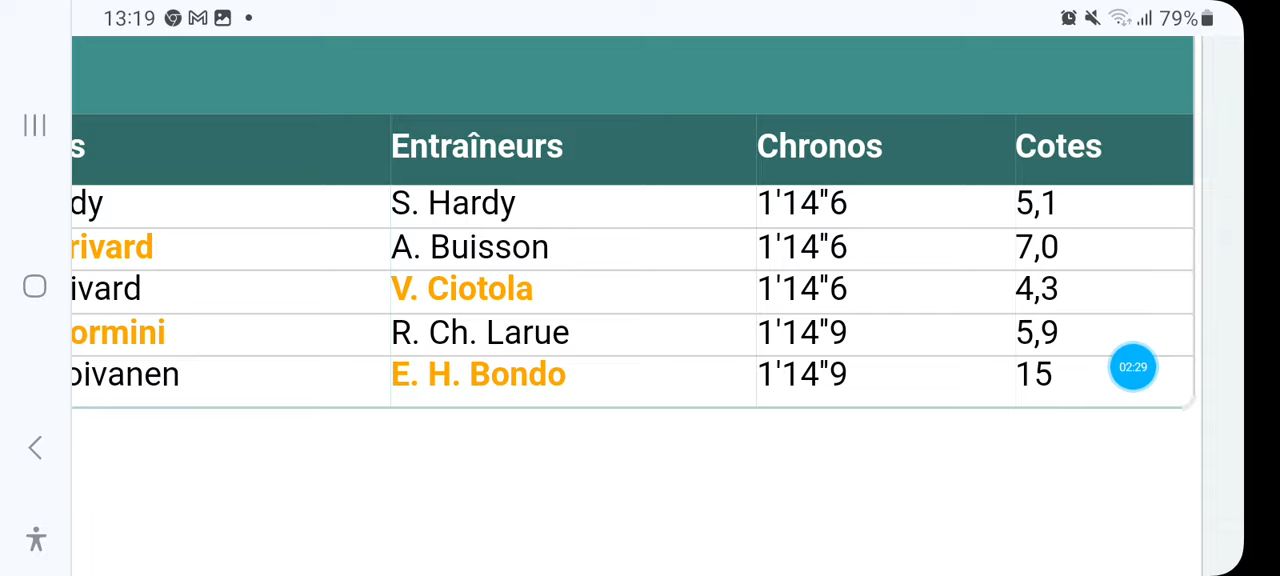 13:19 79%
s Entraîneurs Chronos Cotes
dy S. Hardy 1'14"6 5,1
rivard A. Buisson 1'14"6 7,0
ivard V. Ciotola 1'14"6 4,3
ormini R. Ch. Larue 1'14"9 5,9
oivanen E. H. Bondo 1'14"9 15
02:29